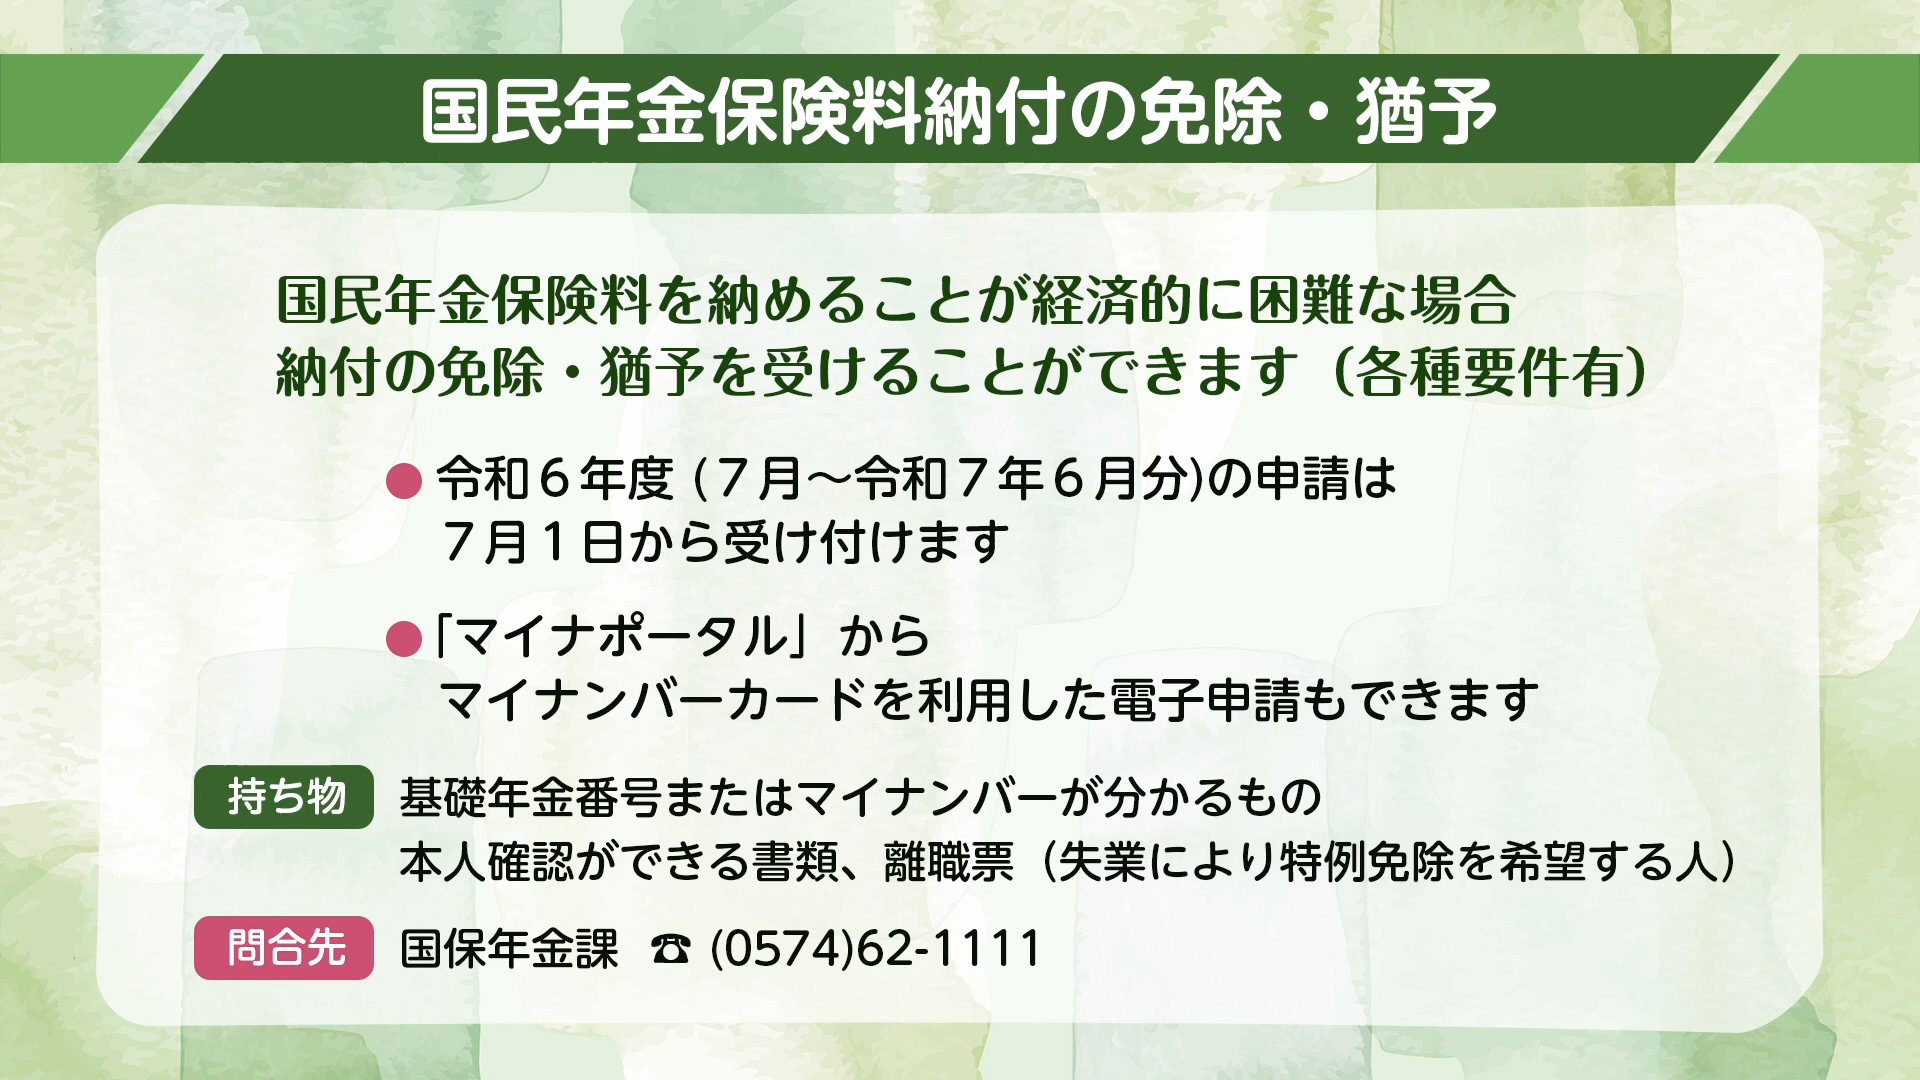 国民年金保険料納付の免除・猶予
国民年金保険料を納めることが経済的に困難な場合
納付の免除・猶予を受けることができます（各種要件有）
●令和６年度 (７月～令和７年６月分)の申請は
７月１日から受け付けます
●「マイナポータル」から
マイナンバーカードを利用した電子申請もできます
持ち物 基礎年金番号またはマイナンバーが分かるもの
本人確認ができる書類、離職票（失業により特例免除を希望する人）
問合先 国保年金課 ☎ (0574)62-1111